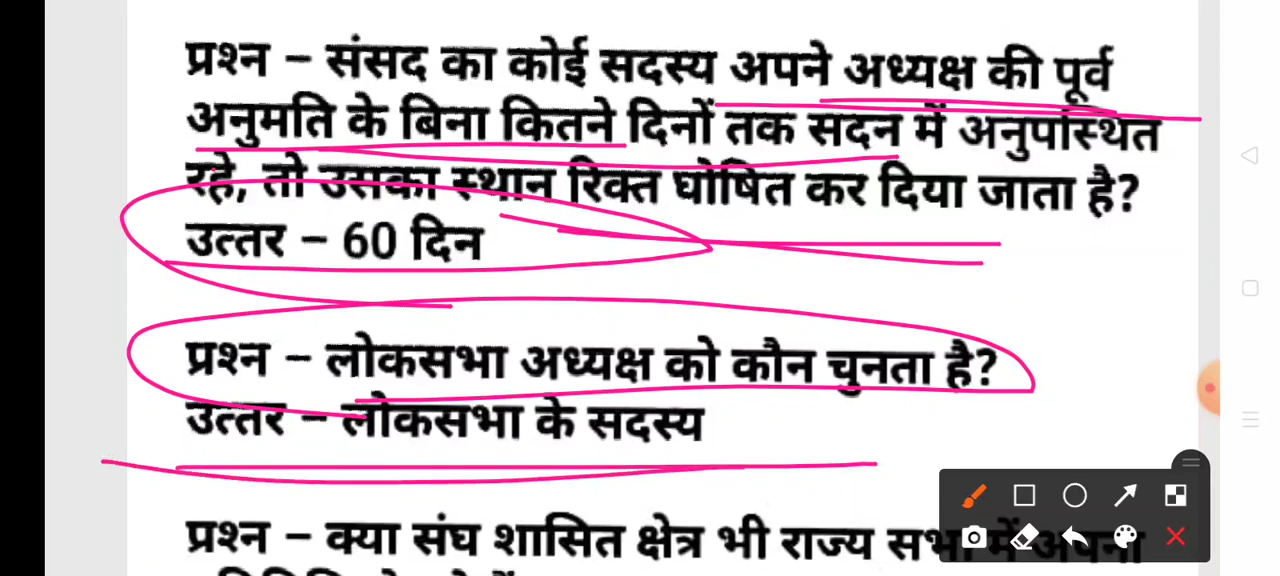 प्रश्न – संसद का कोई सदस्य अपने अध्यक्ष की पूर्व
अनुमति के बिना कितने दिनों तक सदन में अनुपस्थित
रहे, तो उसका स्थान रिक्त घोषित कर दिया जाता है?
उत्तर – 60 दिन
प्रश्न – लोकसभा अध्यक्ष को कौन चुनता है?
उत्तर – लोकसभा के सदस्य
प्रश्न – क्या संघ शासित क्षेत्र भी राज्य सभा में अपना